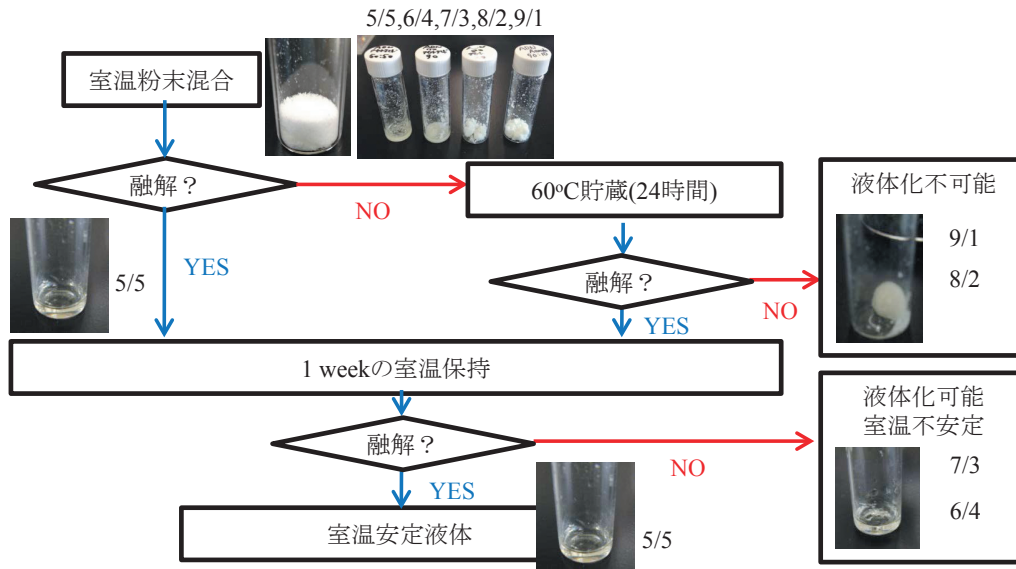 5/5,6/4,7/3,8/2,9/1
室温粉末混合
融解？
NO
60°C貯蔵(24時間)
液体化不可能
9/1
8/2
YES
5/5
融解？
NO
YES
1 weekの室温保持
液体化可能
室温不安定
7/3
6/4
融解？
NO
YES
室温安定液体
5/5